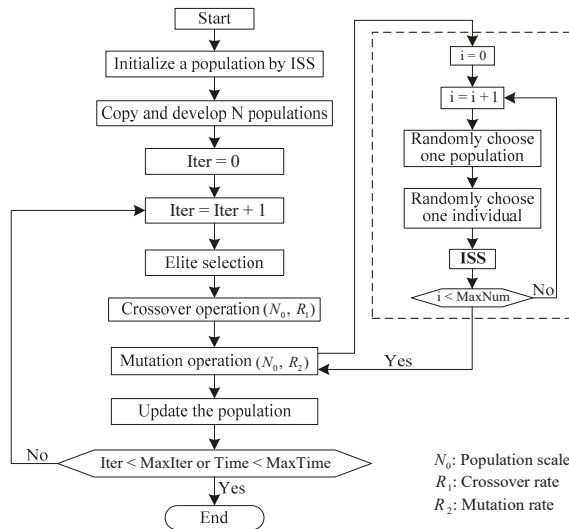 Start
Initialize a population by ISS
Copy and develop N populations
Iter = 0
Iter = Iter + 1
Elite selection
Crossover operation (N₀, R₁)
Mutation operation (N₀, R₂)
Update the population
No
Iter < MaxIter or Time < MaxTime
Yes
End
i = 0
i = i + 1
Randomly choose
one population
Randomly choose
one individual
ISS
No
i < MaxNum
Yes
N₀: Population scale
R₁: Crossover rate
R₂: Mutation rate